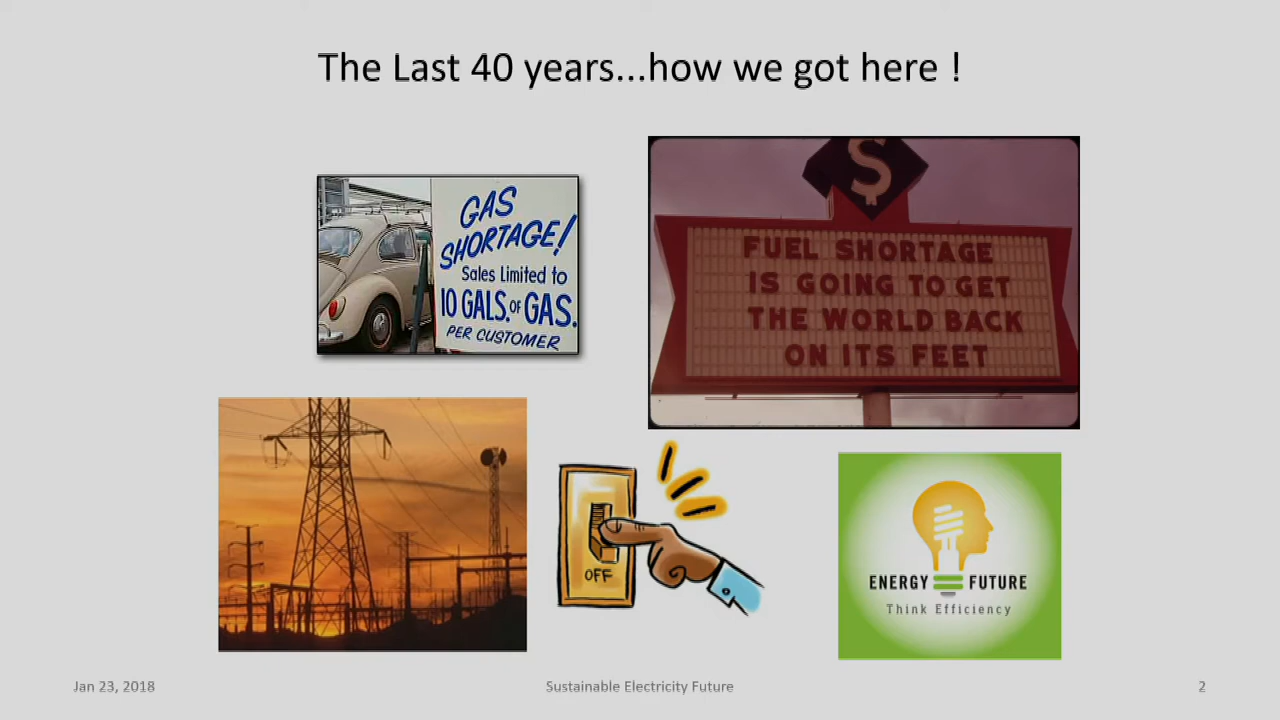 The Last 40 years...how we got here !
GAS
SHORTAGE!
Sales Limited to
10 GALS. OF GAS.
PER CUSTOMER
$
FUEL SHORTAGE
IS GOING TO GET
THE WORLD BACK
ON ITS FEET
OFF
ENERGY FUTURE
Think Efficiency
Jan 23, 2018
Sustainable Electricity Future
2